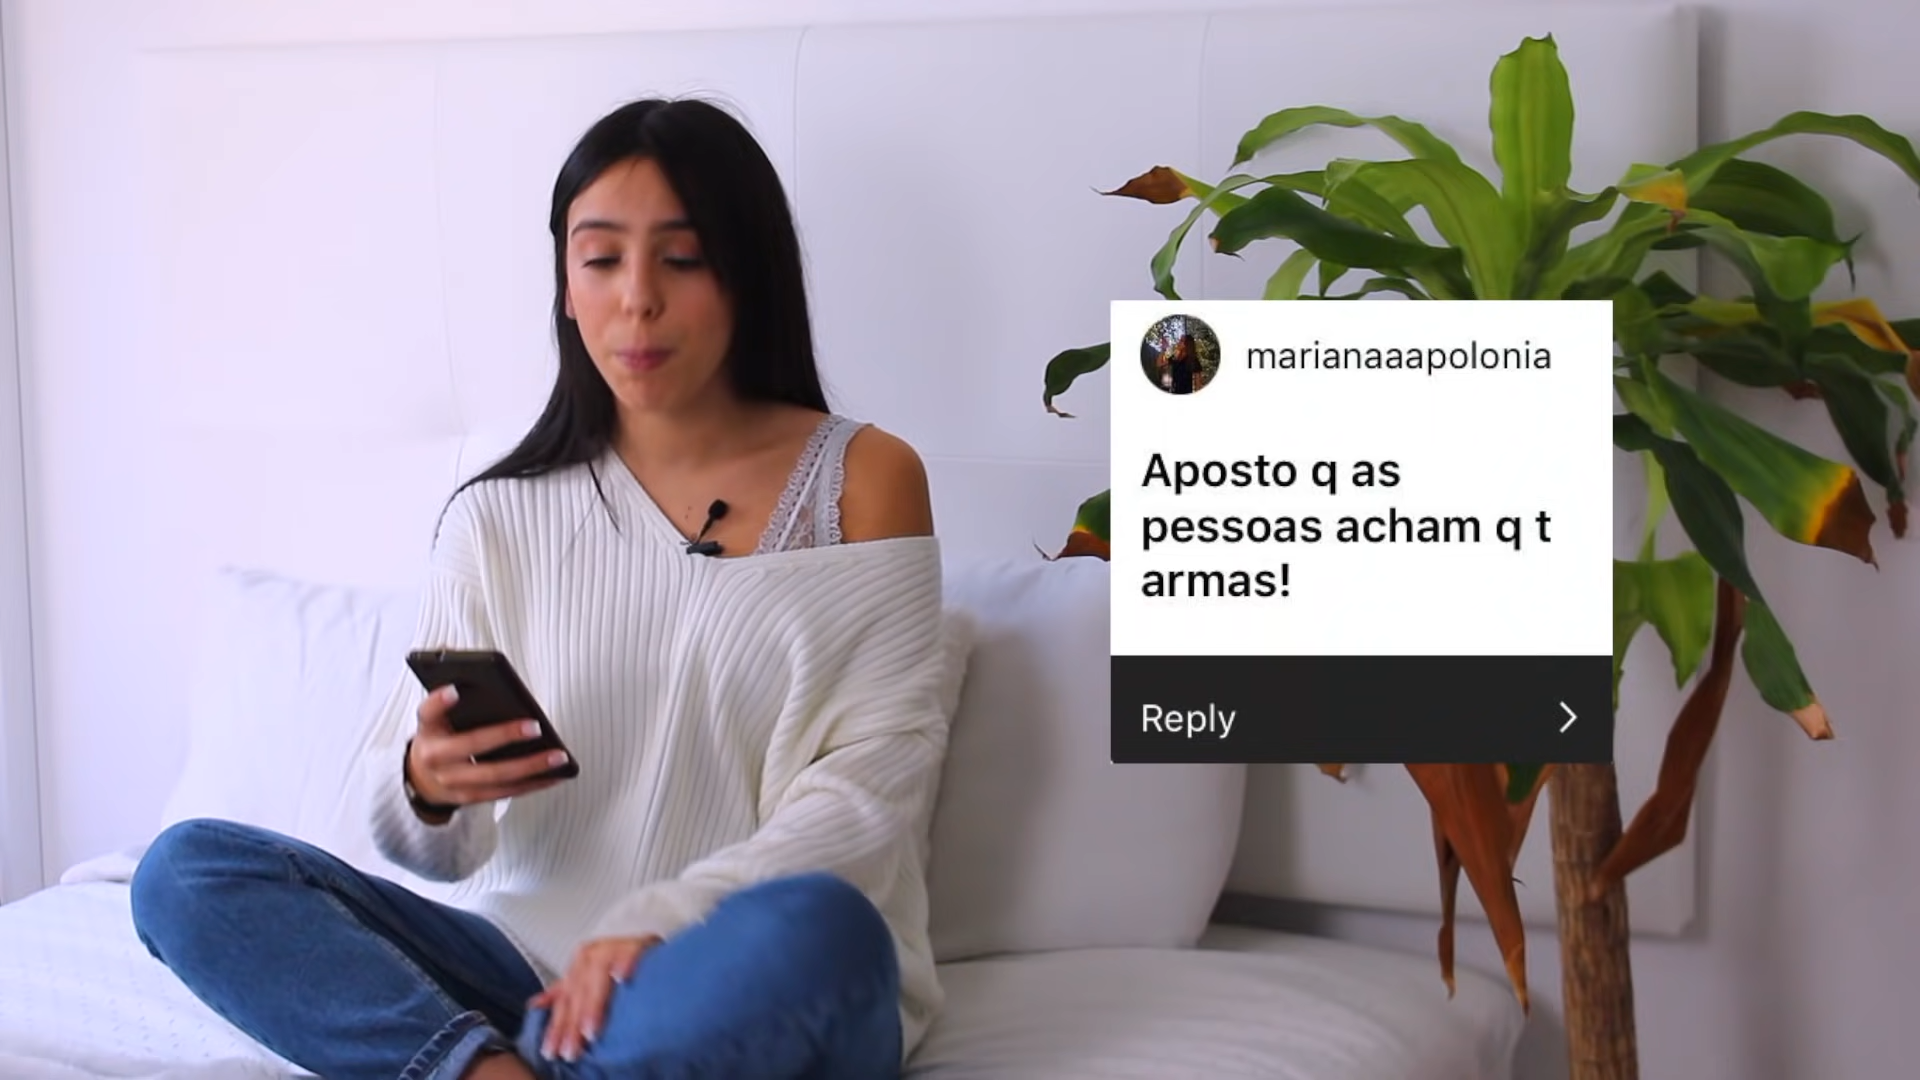 marianaaapolonia
Aposto q as
pessoas acham q t
armas!
Reply